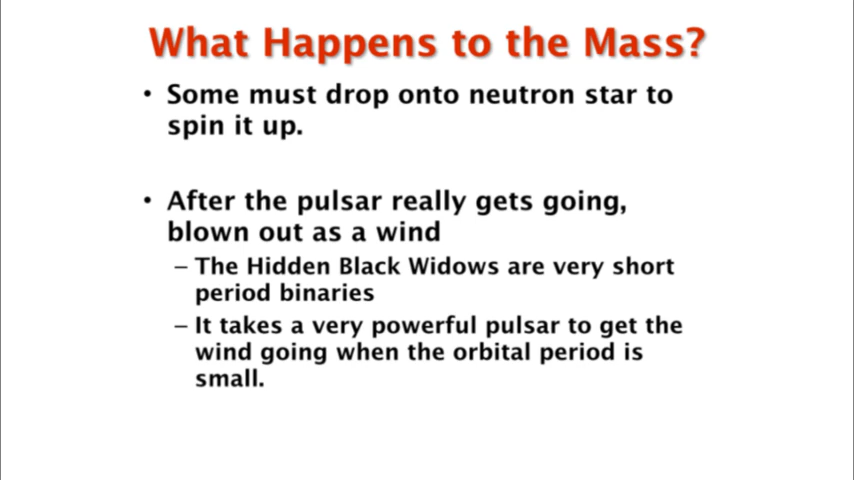 What Happens to the Mass?
• Some must drop onto neutron star to
spin it up.
• After the pulsar really gets going,
blown out as a wind
– The Hidden Black Widows are very short
period binaries
– It takes a very powerful pulsar to get the
wind going when the orbital period is
small.